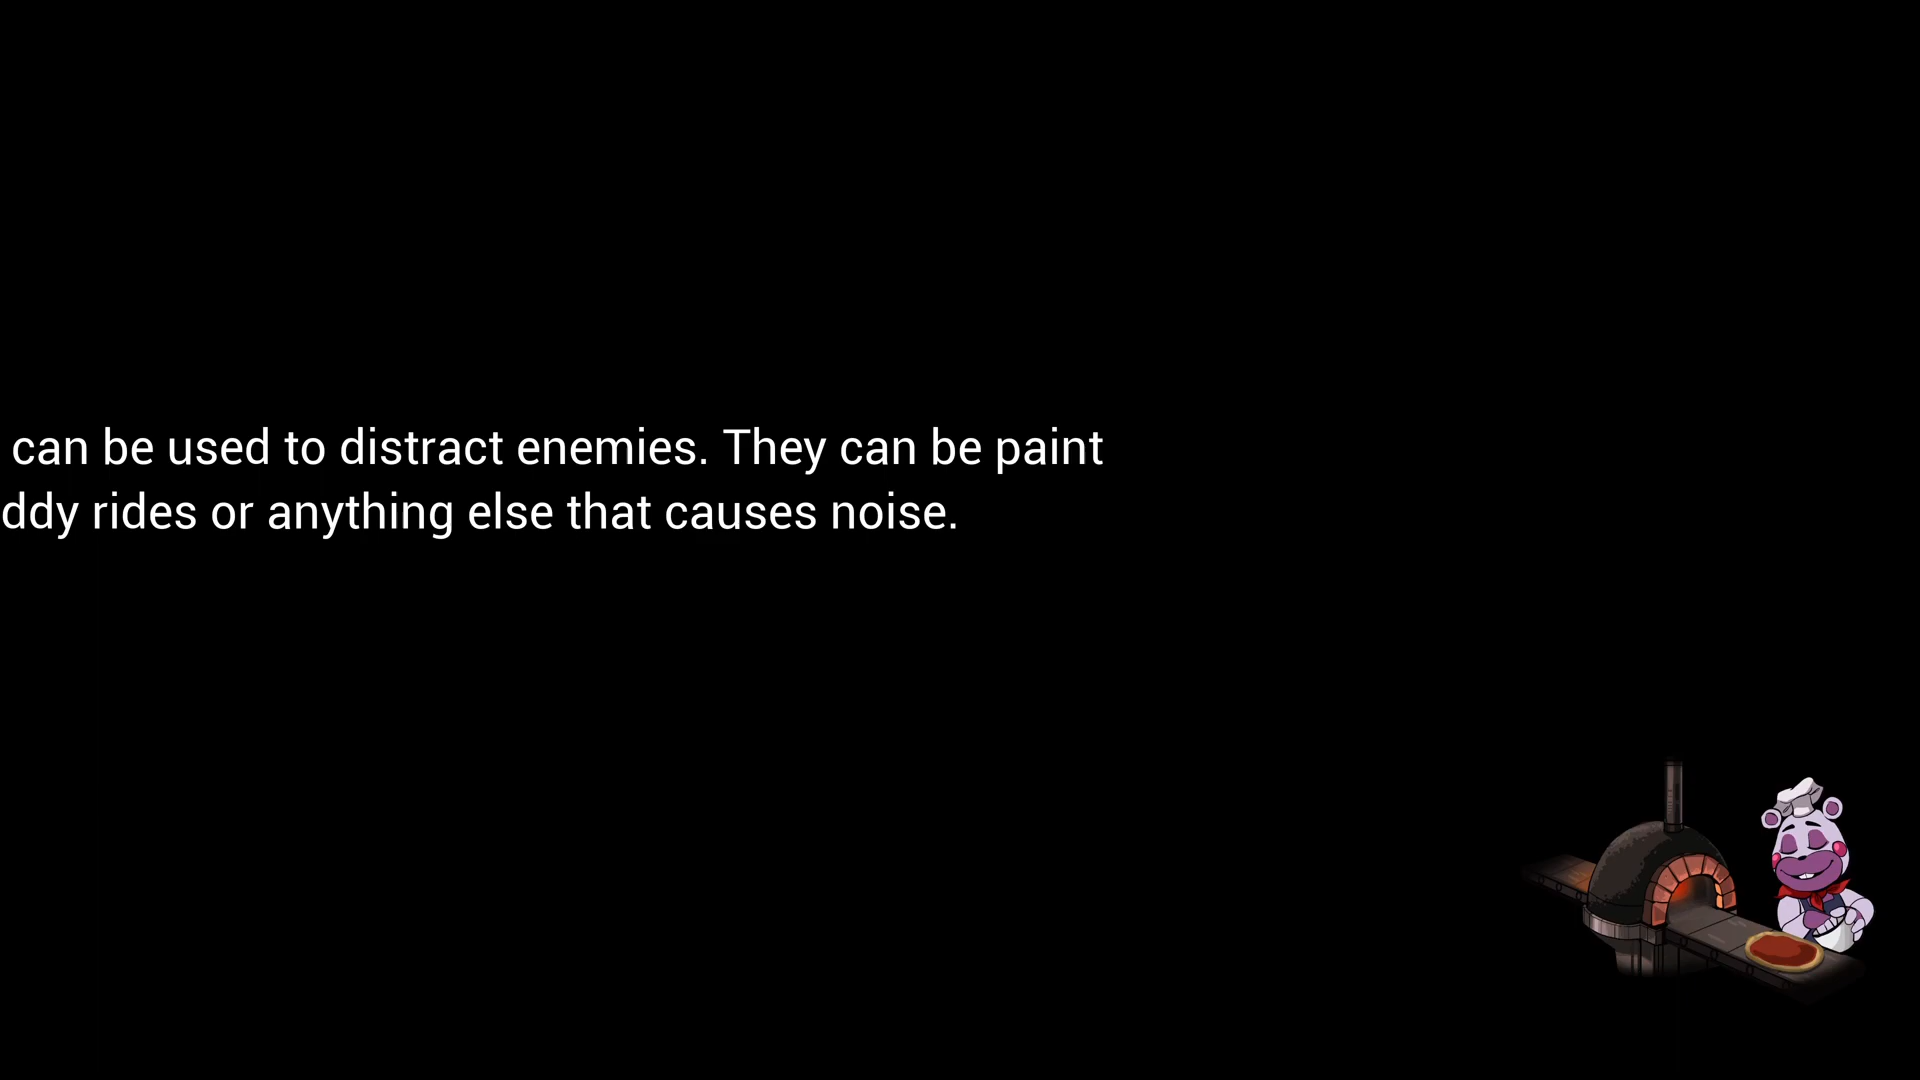 can be used to distract enemies. They can be paint
ddy rides or anything else that causes noise.